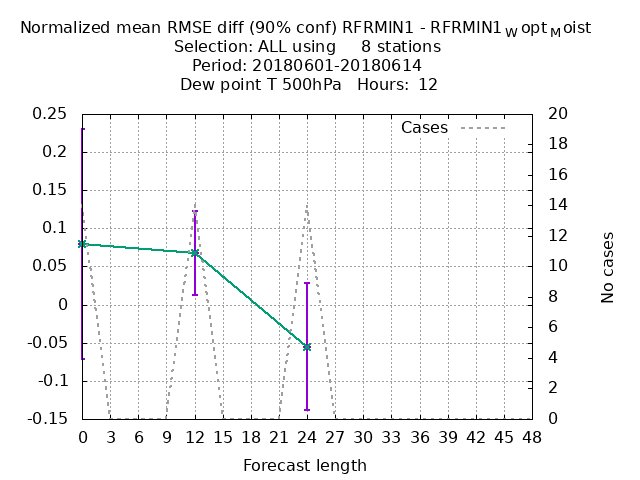 Normalized mean RMSE diff (90% conf) RFRMIN1 - RFRMIN1WoptMoist
Selection: ALL using 8 stations
Period: 20180601-20180614
Dew point T 500hPa Hours: 12
Cases
0.25
0.2
0.15
0.1
0.05
0
-0.05
-0.1
-0.15
20
18
16
14
12
10
8
6
4
2
0
No cases
0 3 6 9 12 15 18 21 24 27 30 33 36 39 42 45 48
Forecast length